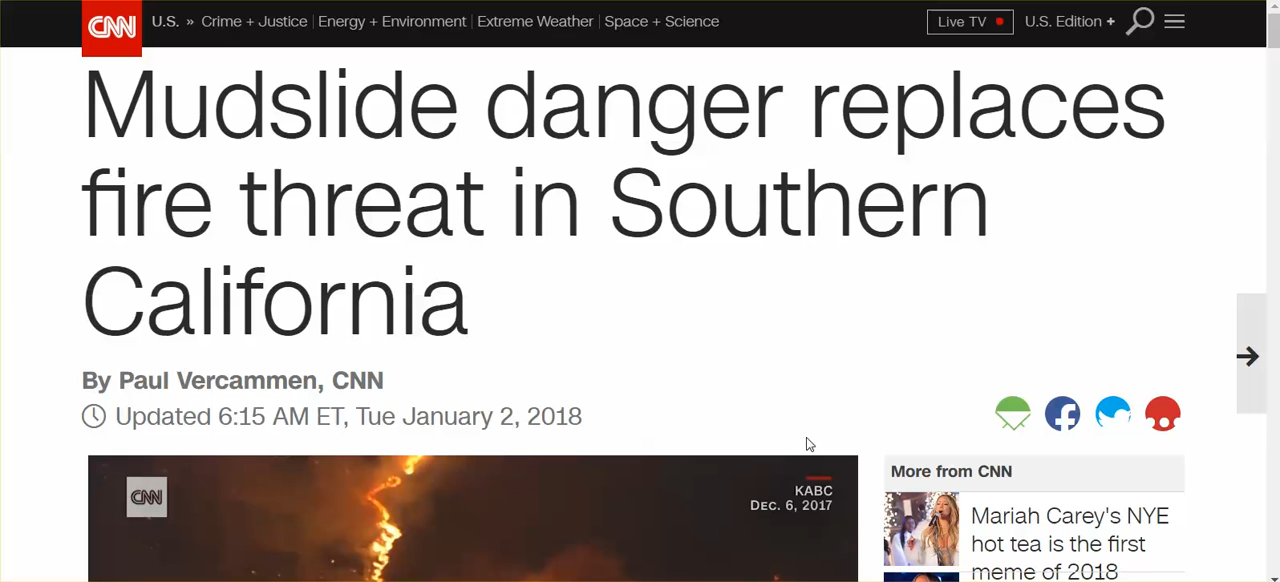 CNN U.S. » Crime + Justice Energy + Environment Extreme Weather Space + Science Live TV U.S. Edition +
Mudslide danger replaces
fire threat in Southern
California
By Paul Vercammen, CNN
Updated 6:15 AM ET, Tue January 2, 2018
CNN
KABC
DEC. 6, 2017
More from CNN
Mariah Carey's NYE
hot tea is the first
meme of 2018